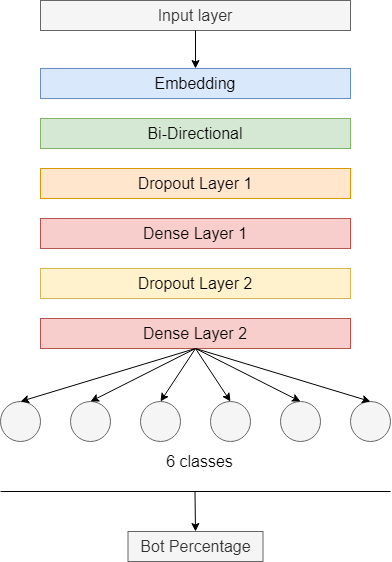 Input layer
Embedding
Bi-Directional
Dropout Layer 1
Dense Layer 1
Dropout Layer 2
Dense Layer 2
6 classes
Bot Percentage